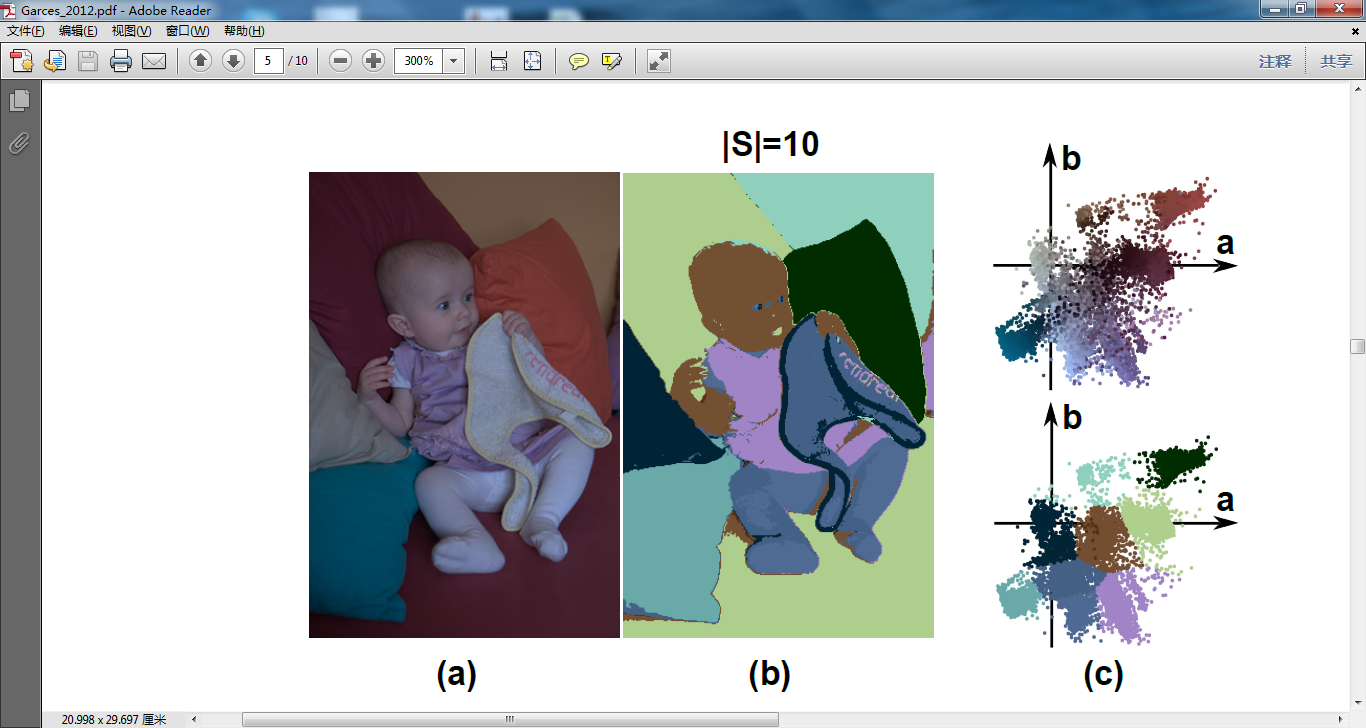 Garces_2012.pdf - Adobe Reader
文件(F) 编辑(E) 视图(V) 窗口(W) 帮助(H)
5 / 10 300% 注释 共享
|S|=10
b
a
b
a
(a) (b) (c)
20.998 x 29.697 厘米